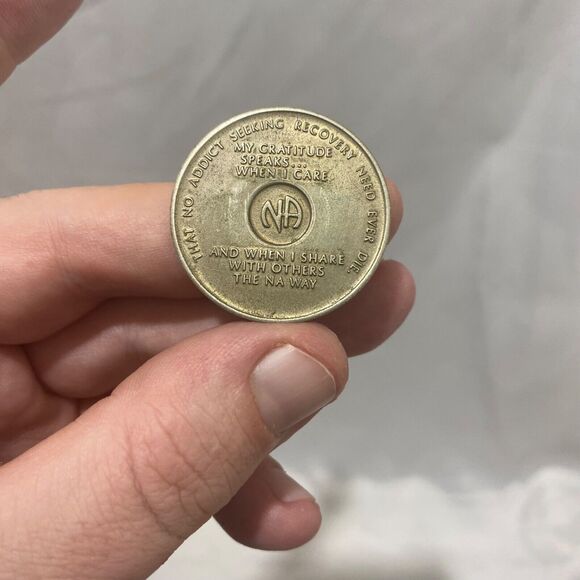 THAT NO ADDICT SEEKING RECOVERY NEED EVER DIE.
MY GRATITUDE
SPEAKS...
WHEN I CARE
NA
AND WHEN I SHARE
WITH OTHERS
THE NA WAY